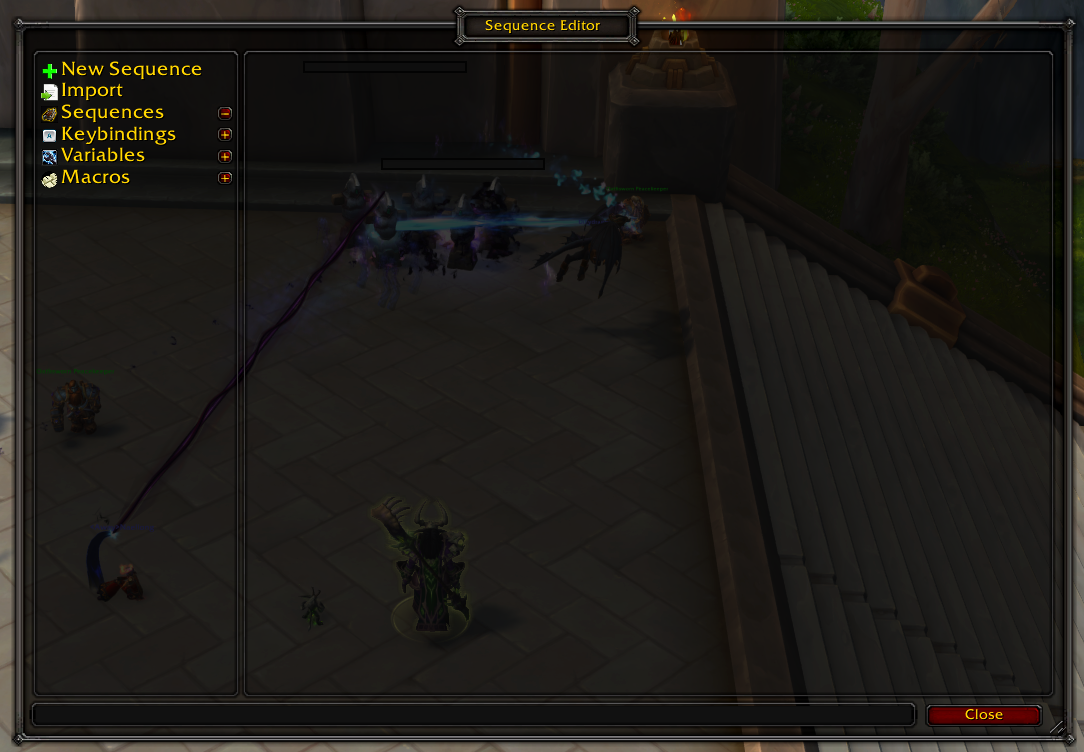 Sequence Editor
New Sequence
Import
Sequences
Keybindings
Variables
Macros
Close